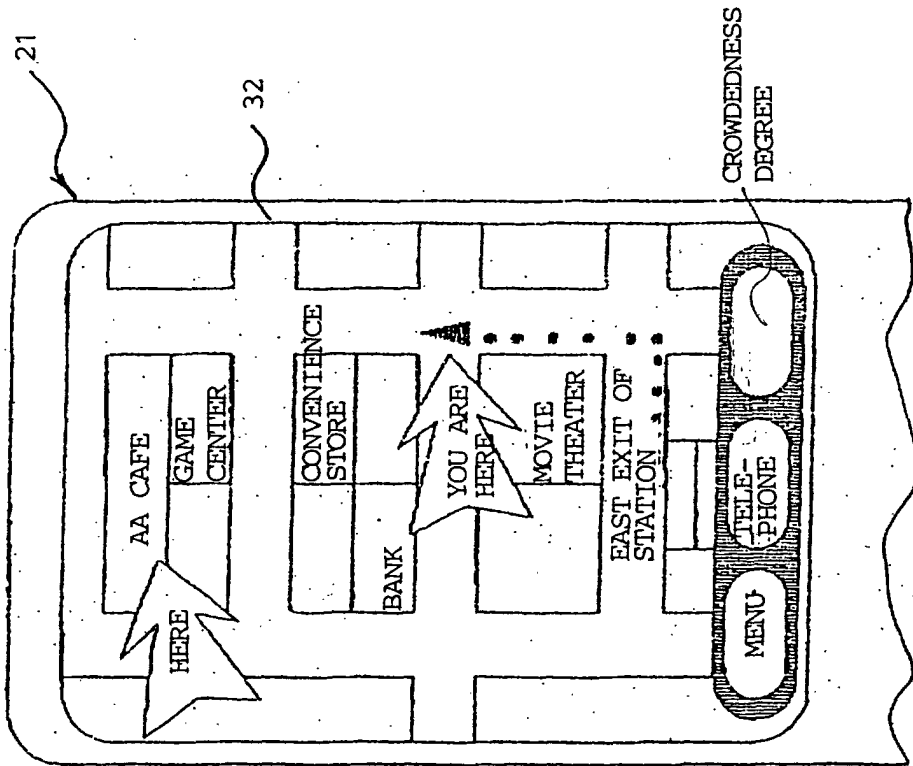 21
32
AA CAFE
GAME
CENTER
HERE
CONVENIENCE
STORE
BANK
YOU ARE
HERE
MOVIE
THEATER
EAST EXIT OF
STATION
MENU
TELE-
PHONE
CROWDEDNESS
DEGREE